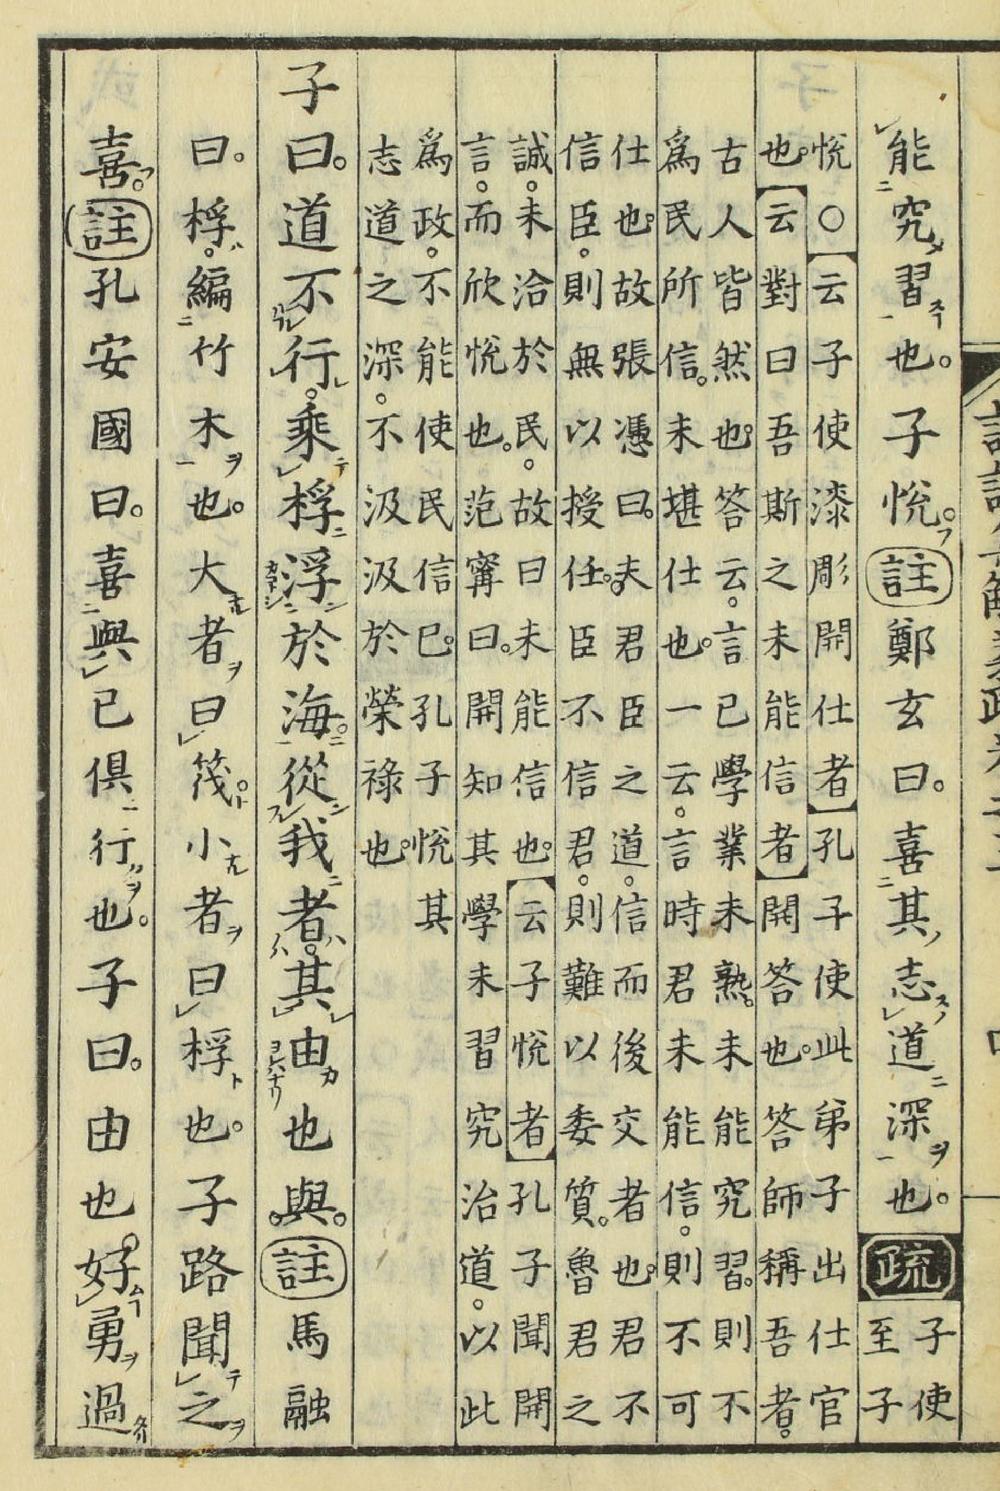 能究習也。子悅。註鄭玄曰。喜其志道深也。疏子使
至子
悅○云子使漆彫開仕者孔子使此弟子出仕官
也。云對曰吾斯之未能信者開答也。答師稱吾者。
古人皆然也。答云。言已學業未熟。未能究習。則不
爲民所信。未堪仕也。一云。言時君未能信。則不可
仕也。故張憑曰。夫君臣之道。信而後交者也。君不
信臣。則無以授任。臣不信君。則難以委質。魯君之
誠。未洽於民。故曰未能信也。云子悅者孔子聞開
言。而欣悅也。范寗曰。開知其學未習究治道。以此
爲政。不能使民信已。孔子悅其
志道之深。不汲汲於榮祿也。
子曰。道不行。乘桴浮於海。從我者。其由也與。註馬融
曰。桴。編竹木也。大者曰筏。小者曰桴也。子路聞之
喜。註孔安國曰。喜與已俱行也。子曰。由也。好勇過